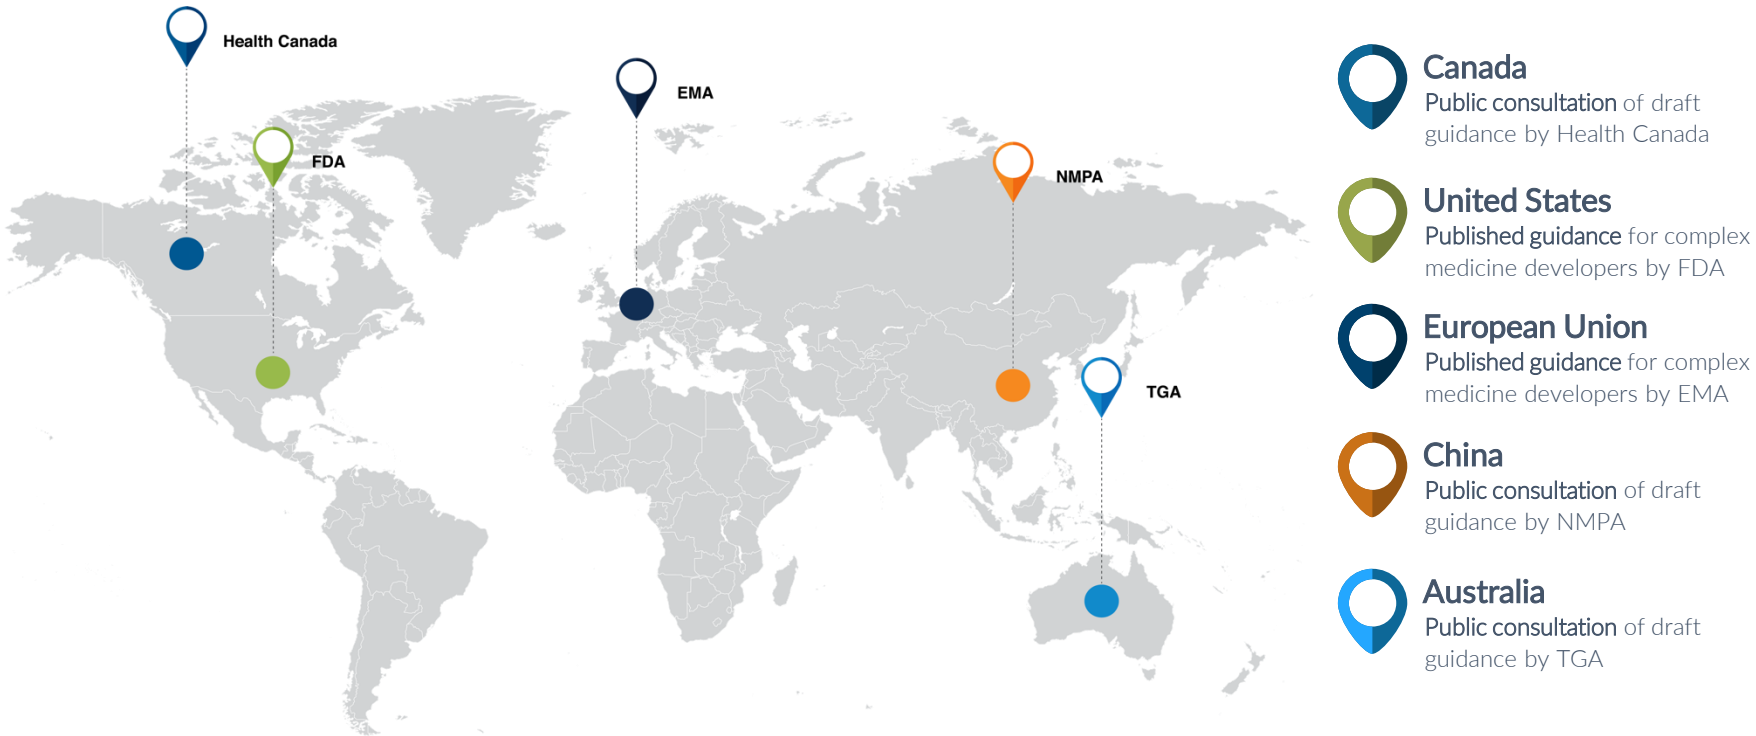 Health Canada
EMA
FDA
NMPA
TGA
Canada
Public consultation of draft
guidance by Health Canada
United States
Published guidance for complex
medicine developers by FDA
European Union
Published guidance for complex
medicine developers by EMA
China
Public consultation of draft
guidance by NMPA
Australia
Public consultation of draft
guidance by TGA